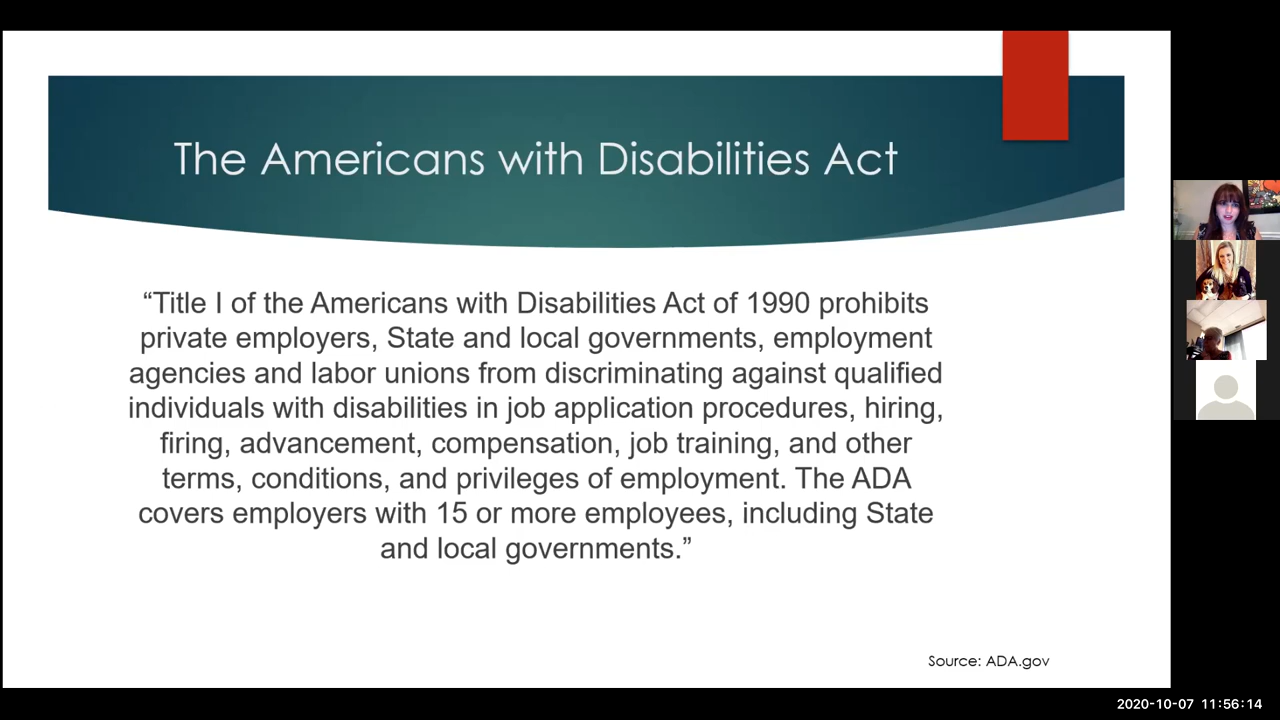 The Americans with Disabilities Act
“Title I of the Americans with Disabilities Act of 1990 prohibits
private employers, State and local governments, employment
agencies and labor unions from discriminating against qualified
individuals with disabilities in job application procedures, hiring,
firing, advancement, compensation, job training, and other
terms, conditions, and privileges of employment. The ADA
covers employers with 15 or more employees, including State
and local governments.”
Source: ADA.gov
2020-10-07 11:56:14